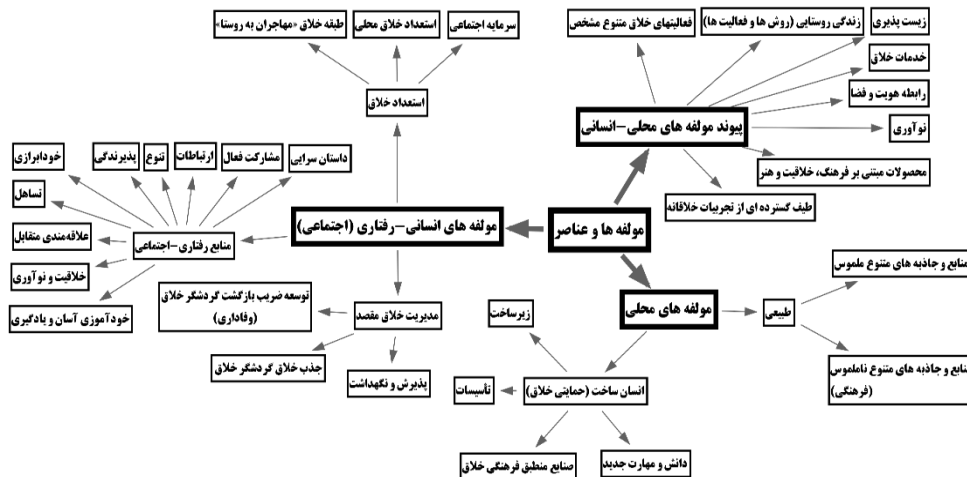 طبقه خلاق «مهاجران به روستا»
استعداد خلاق محلی
سرمایه اجتماعی
استعداد خلاق
فعالیتهای خلاق متنوع مشخص
زندگی روستایی (روش ها و فعالیت ها)
زیست پذیری
خدمات خلاق
رابطه هویت و فضا
نوآوری
پیوند مولفه های محلی-انسانی
محصولات مبتنی بر فرهنگ، خلاقیت و هنر
طیف گسترده ای از تجربیات خلاقانه
مولفه ها و عناصر
مولفه های انسانی-رفتاری (اجتماعی)
داستان سرایی
مشارکت فعال
ارتباطات
تنوع
پذیرندگی
خودابرازی
تساهل
علاقه‌مندی متقابل
خلاقیت و نوآوری
خودآموزی آسان و یادگیری
منابع رفتاری-اجتماعی
مدیریت خلاق مقصد
توسعه ضریب بازگشت گردشگر خلاق
(وفاداری)
جذب خلاق گردشگر خلاق
پذیرش و نگهداشت
مولفه های محلی
طبیعی
منابع و جاذبه های متنوع ملموس
منابع و جاذبه های متنوع ناملموس
(فرهنگی)
انسان ساخت (حمایتی خلاق)
زیرساخت
تأسیسات
صنایع منطبق فرهنگی خلاق
دانش و مهارت جدید